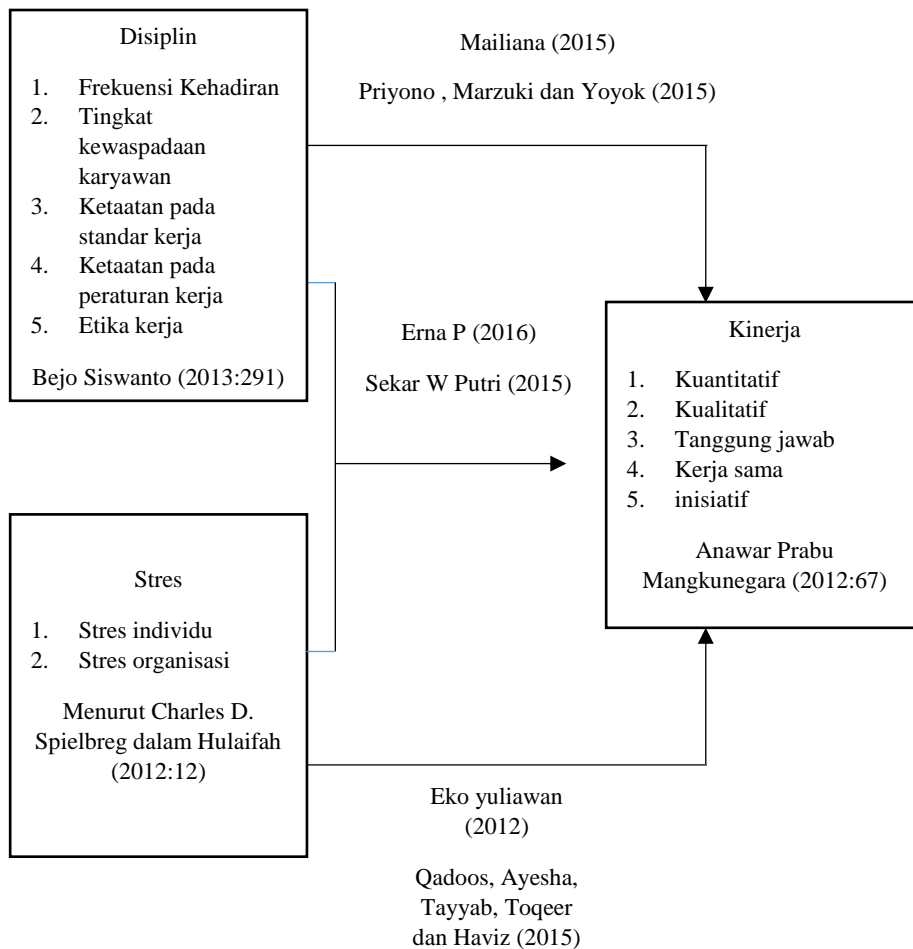 Disiplin
1. Frekuensi Kehadiran
2. Tingkat
kewaspadaan
karyawan
3. Ketaatan pada
standar kerja
4. Ketaatan pada
peraturan kerja
5. Etika kerja
Bejo Siswanto (2013:291)
Mailiana (2015)
Priyono , Marzuki dan Yoyok (2015)
Erna P (2016)
Sekar W Putri (2015)
Kinerja
1. Kuantitatif
2. Kualitatif
3. Tanggung jawab
4. Kerja sama
5. inisiatif
Anawar Prabu
Mangkunegara (2012:67)
Stres
1. Stres individu
2. Stres organisasi
Menurut Charles D.
Spielbreg dalam Hulaifah
(2012:12)
Eko yuliawan
(2012)
Qadoos, Ayesha,
Tayyab, Toqeer
dan Haviz (2015)